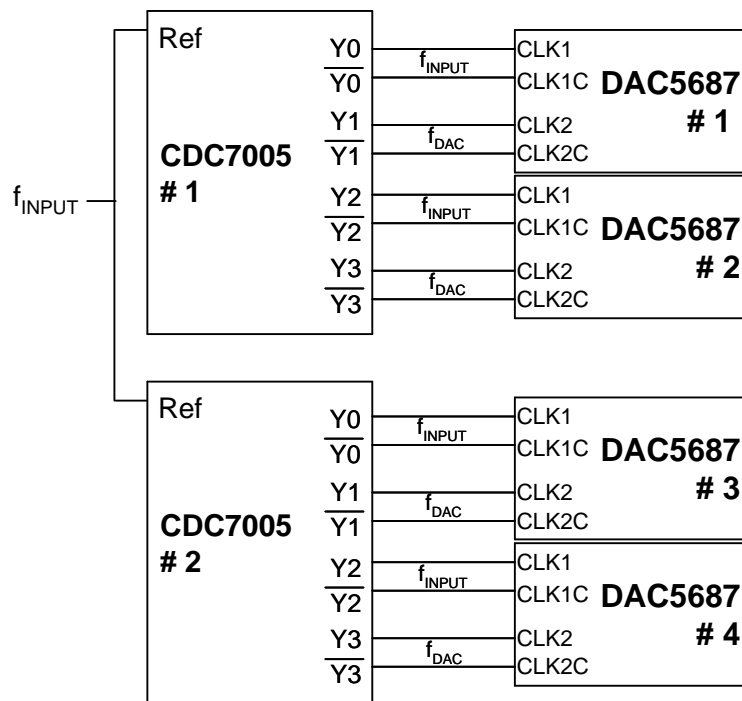 f_INPUT
Ref
CDC7005
# 1
Y0
Y0
Y1
Y1
Y2
Y2
Y3
Y3
f_INPUT
f_DAC
f_INPUT
f_DAC
CLK1
CLK1C
CLK2
CLK2C
DAC5687
# 1
CLK1
CLK1C
CLK2
CLK2C
DAC5687
# 2
Ref
CDC7005
# 2
Y0
Y0
Y1
Y1
Y2
Y2
Y3
Y3
f_INPUT
f_DAC
f_INPUT
f_DAC
CLK1
CLK1C
CLK2
CLK2C
DAC5687
# 3
CLK1
CLK1C
CLK2
CLK2C
DAC5687
# 4